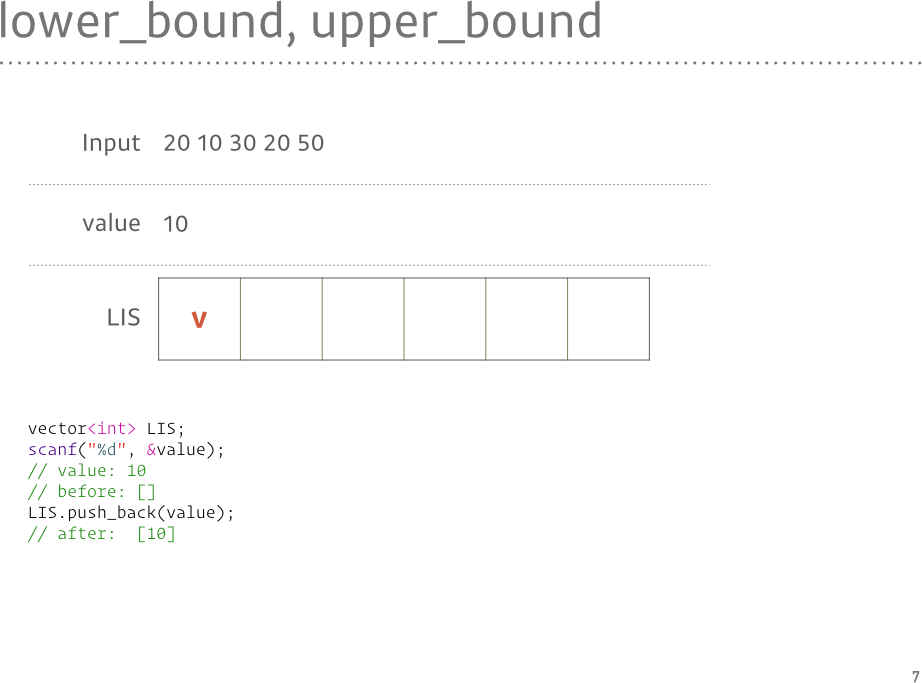 lower_bound, upper_bound
Input 20 10 30 20 50
value 10
LIS v
vector<int> LIS;
scanf("%d", &value);
// value: 10
// before: []
LIS.push_back(value);
// after:  [10]
7